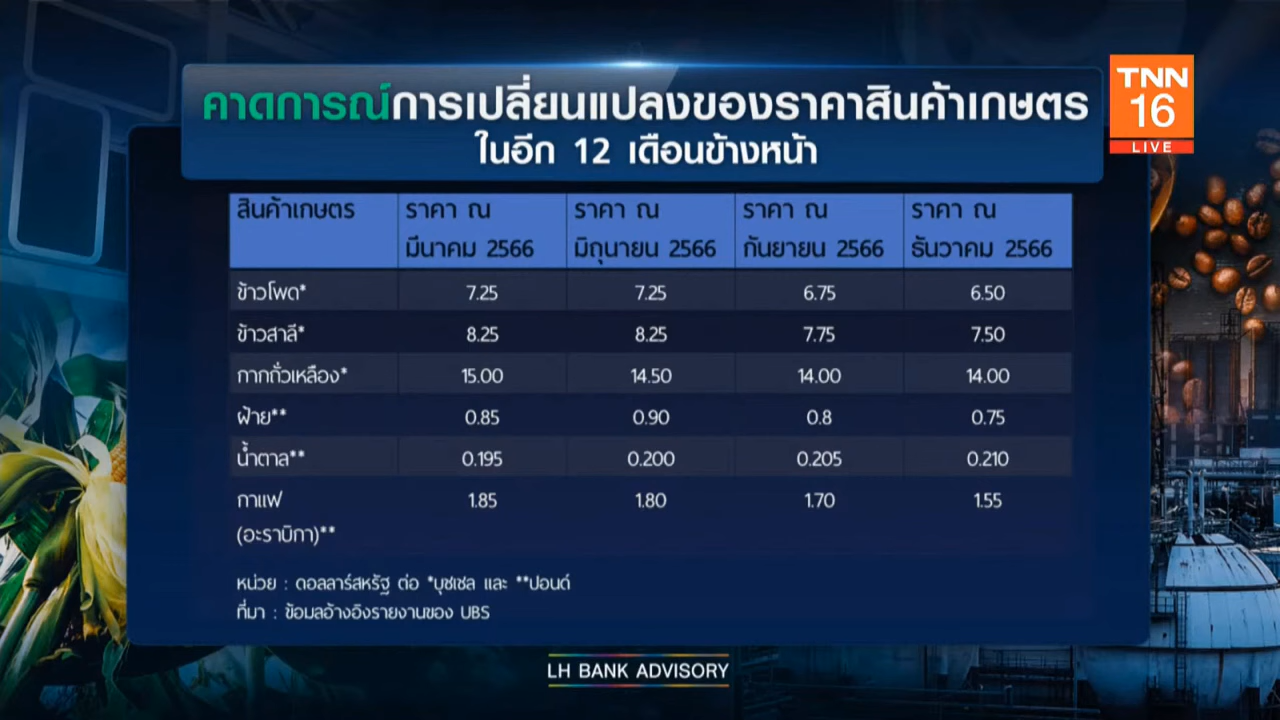 คาดการณ์การเปลี่ยนแปลงของราคาสินค้าเกษตร
ในอีก 12 เดือนข้างหน้า
TNN
16
LIVE
สินค้าเกษตร ราคา ณ มีนาคม 2566 ราคา ณ มิถุนายน 2566 ราคา ณ กันยายน 2566 ราคา ณ ธันวาคม 2566
ข้าวโพด* 7.25 7.25 6.75 6.50
ข้าวสาลี* 8.25 8.25 7.75 7.50
กากถั่วเหลือง* 15.00 14.50 14.00 14.00
ฝ้าย** 0.85 0.90 0.8 0.75
น้ำตาล** 0.195 0.200 0.205 0.210
กาแฟ 1.85 1.80 1.70 1.55
(อะราบิกา)**
หน่วย : ดอลลาร์สหรัฐ ต่อ *บุชเชล และ **ปอนด์
ที่มา : ข้อมลอ้างอิงรายงานของ UBS
LH BANK ADVISORY